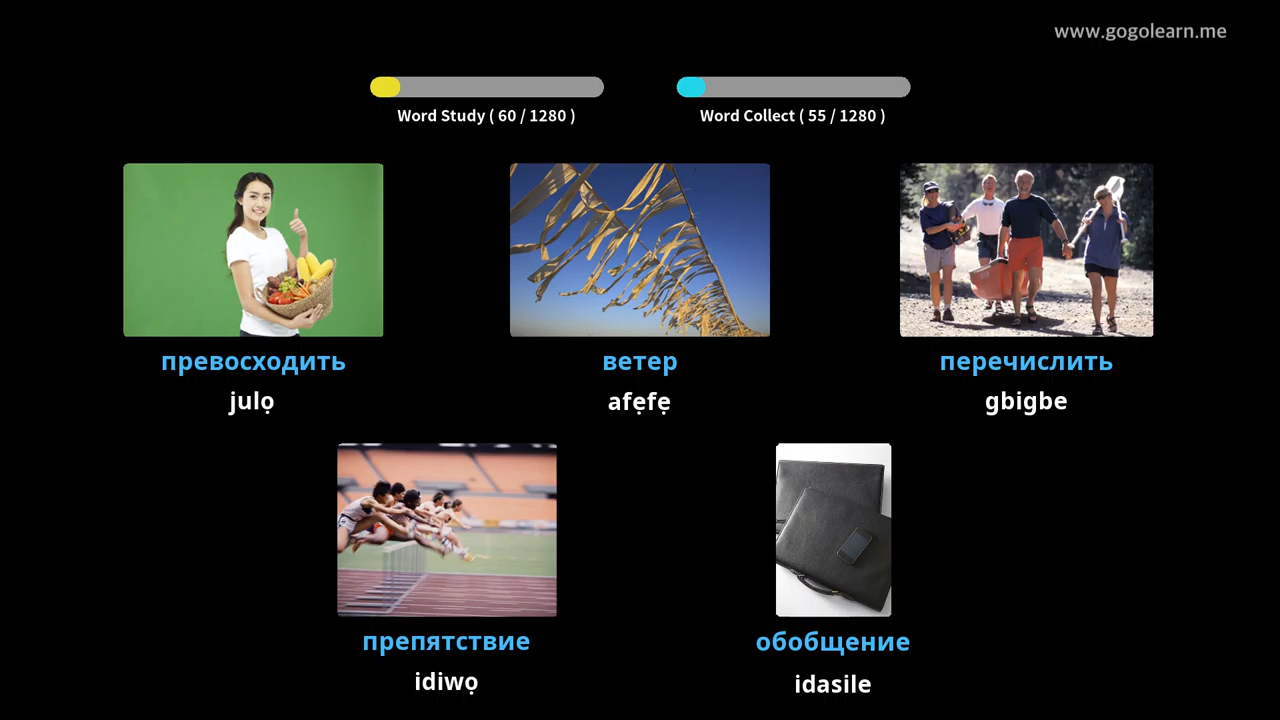 www.gogolearn.me
Word Study ( 60 / 1280 )
Word Collect ( 55 / 1280 )
превосходить
ветер
перечислить
julọ
afẹfẹ
gbigbe
препятствие
обобщение
idiwọ
idasile